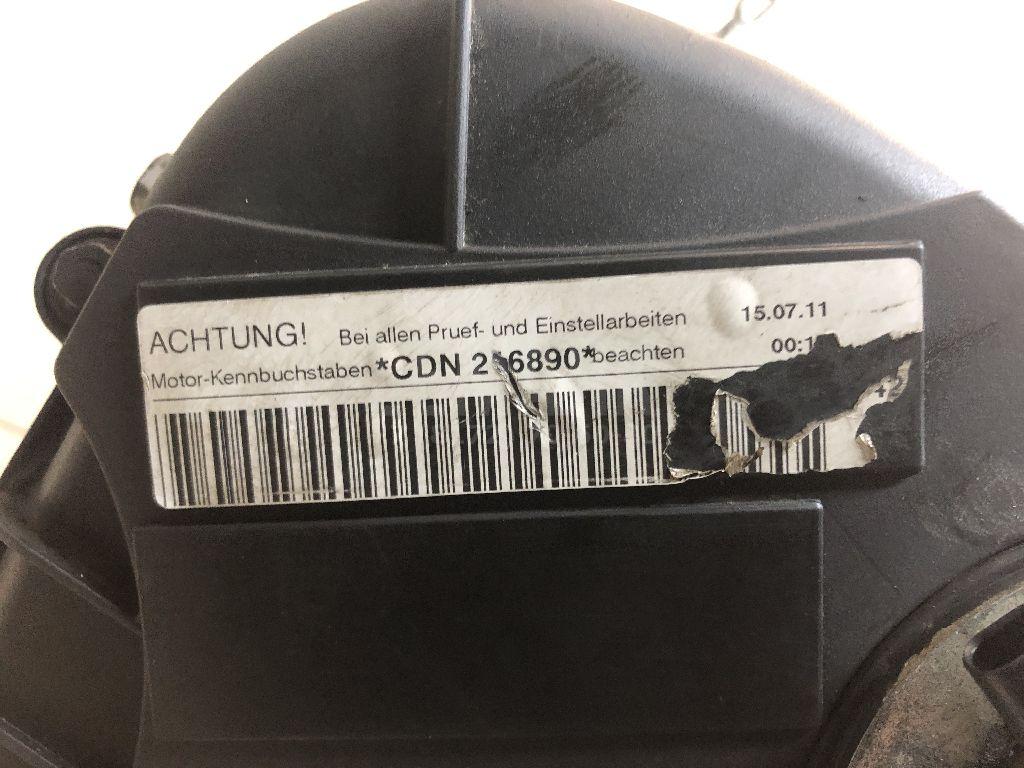 ACHTUNG! Bei allen Pruef- und Einstellarbeiten 15.07.11
Motor-Kennbuchstaben *CDN beachten